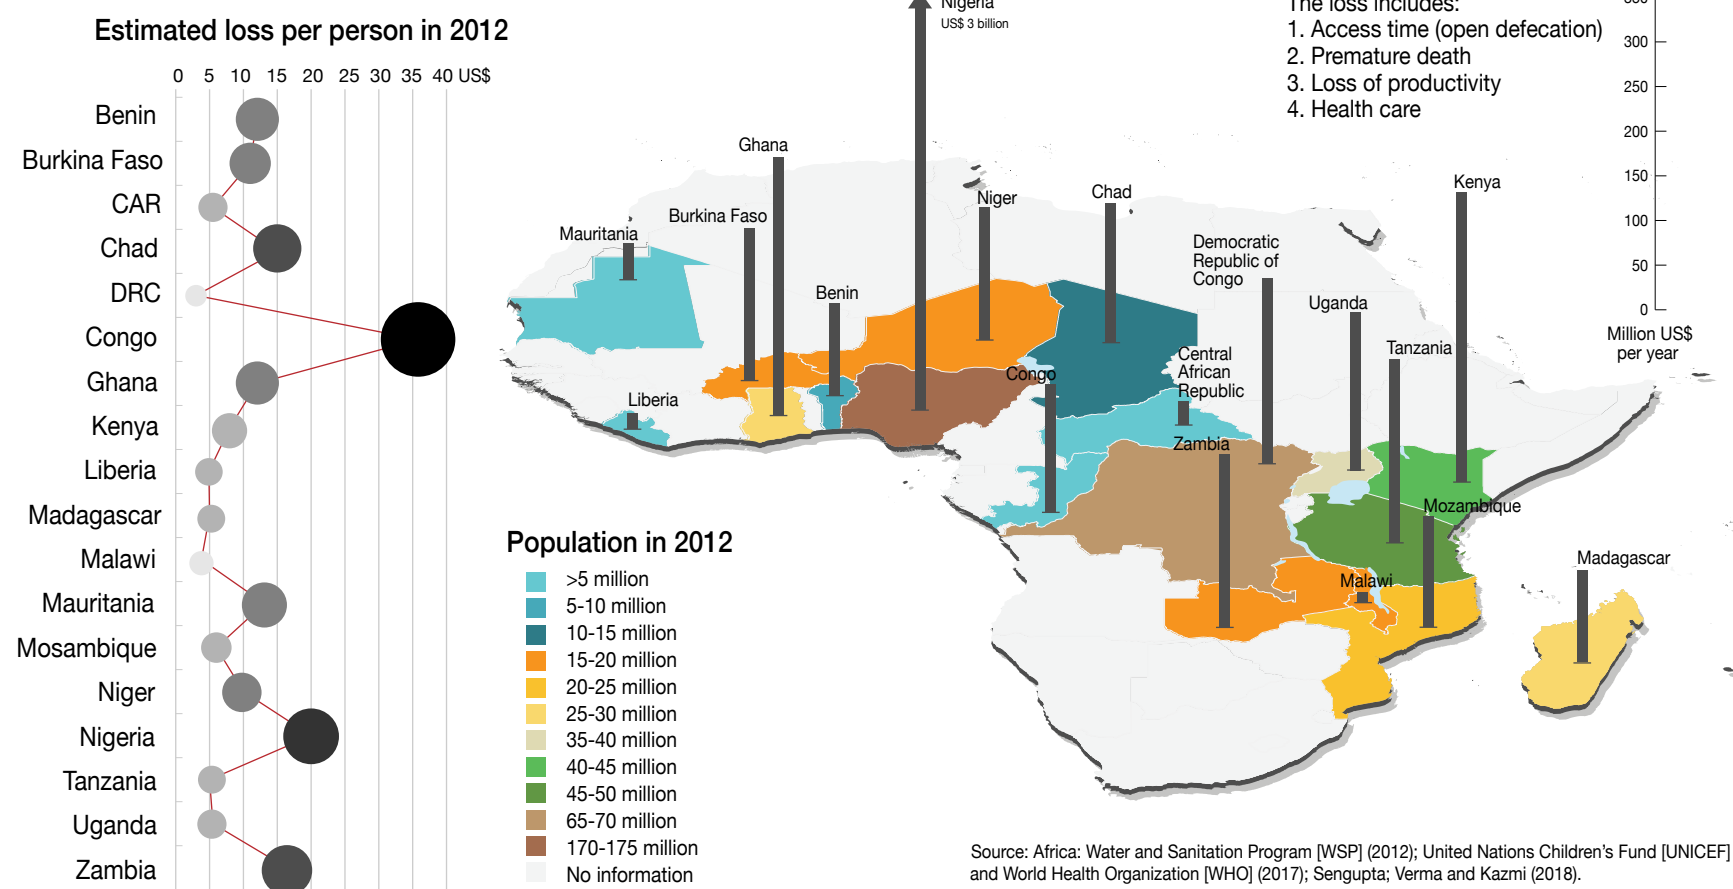 Estimated loss per person in 2012
0 5 10 15 20 25 30 35 40 US$
Benin
Burkina Faso
CAR
Chad
DRC
Congo
Ghana
Kenya
Liberia
Madagascar
Malawi
Mauritania
Mosambique
Niger
Nigeria
Tanzania
Uganda
Zambia
Nigeria
US$ 3 billion
Ghana
Burkina Faso
Mauritania
Benin
Liberia
Niger
Chad
Democratic
Republic of
Congo
Uganda
Kenya
Tanzania
Central
African
Republic
Congo
Zambia
Mozambique
Malawi
Madagascar
The loss includes:
1. Access time (open defecation)
2. Premature death
3. Loss of productivity
4. Health care
350
300
250
200
150
100
50
0
Million US$
per year
Population in 2012
>5 million
5-10 million
10-15 million
15-20 million
20-25 million
25-30 million
35-40 million
40-45 million
45-50 million
65-70 million
170-175 million
No information
Source: Africa: Water and Sanitation Program [WSP] (2012); United Nations Children's Fund [UNICEF]
and World Health Organization [WHO] (2017); Sengupta; Verma and Kazmi (2018).